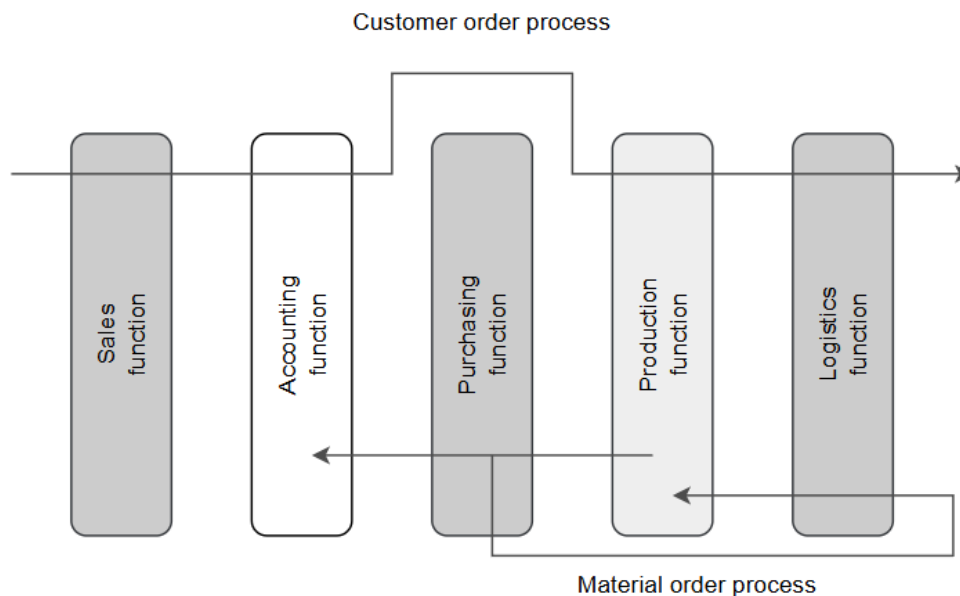 Customer order process
Sales
function
Accounting
function
Purchasing
function
Production
function
Logistics
function
Material order process